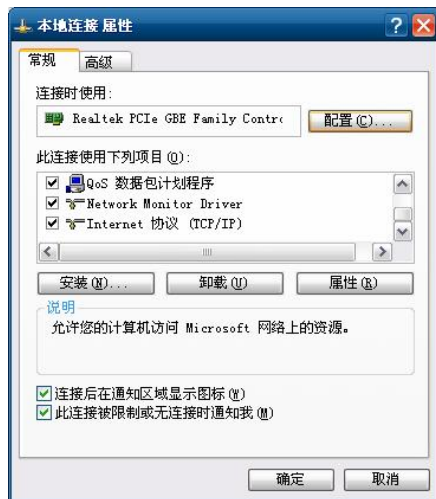 本地连接 属性
常规 高级
连接时使用:
Realtek PCIe GBE Family Contr
配置(C)...
此连接使用下列项目(O):
QoS 数据包计划程序
Network Monitor Driver
Internet 协议 (TCP/IP)
安装(N)... 卸载(U) 属性(R)
说明
允许您的计算机访问 Microsoft 网络上的资源。
连接后在通知区域显示图标(W)
此连接被限制或无连接时通知我(M)
确定 取消